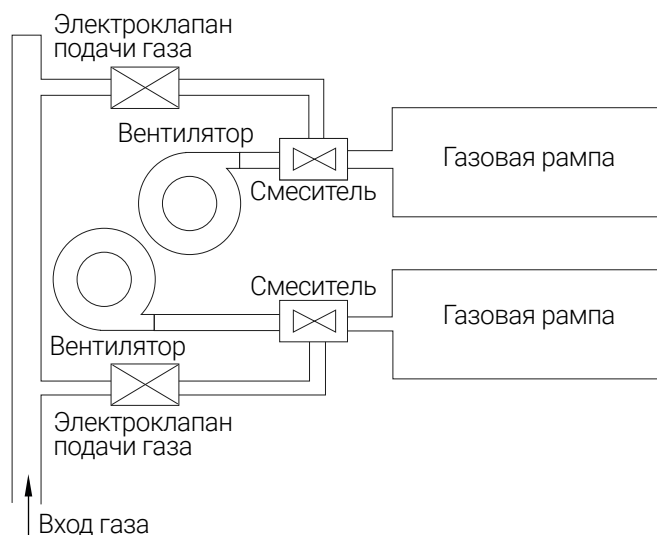 Электроклапан
подачи газа
Вентилятор
Смеситель
Газовая рампа
Смеситель
Газовая рампа
Вентилятор
Электроклапан
подачи газа
Вход газа